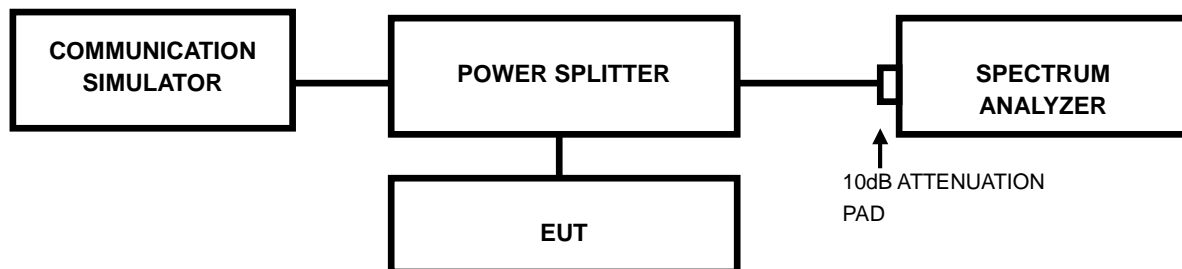 COMMUNICATION
SIMULATOR
POWER SPLITTER
SPECTRUM
ANALYZER
10dB ATTENUATION
PAD
EUT